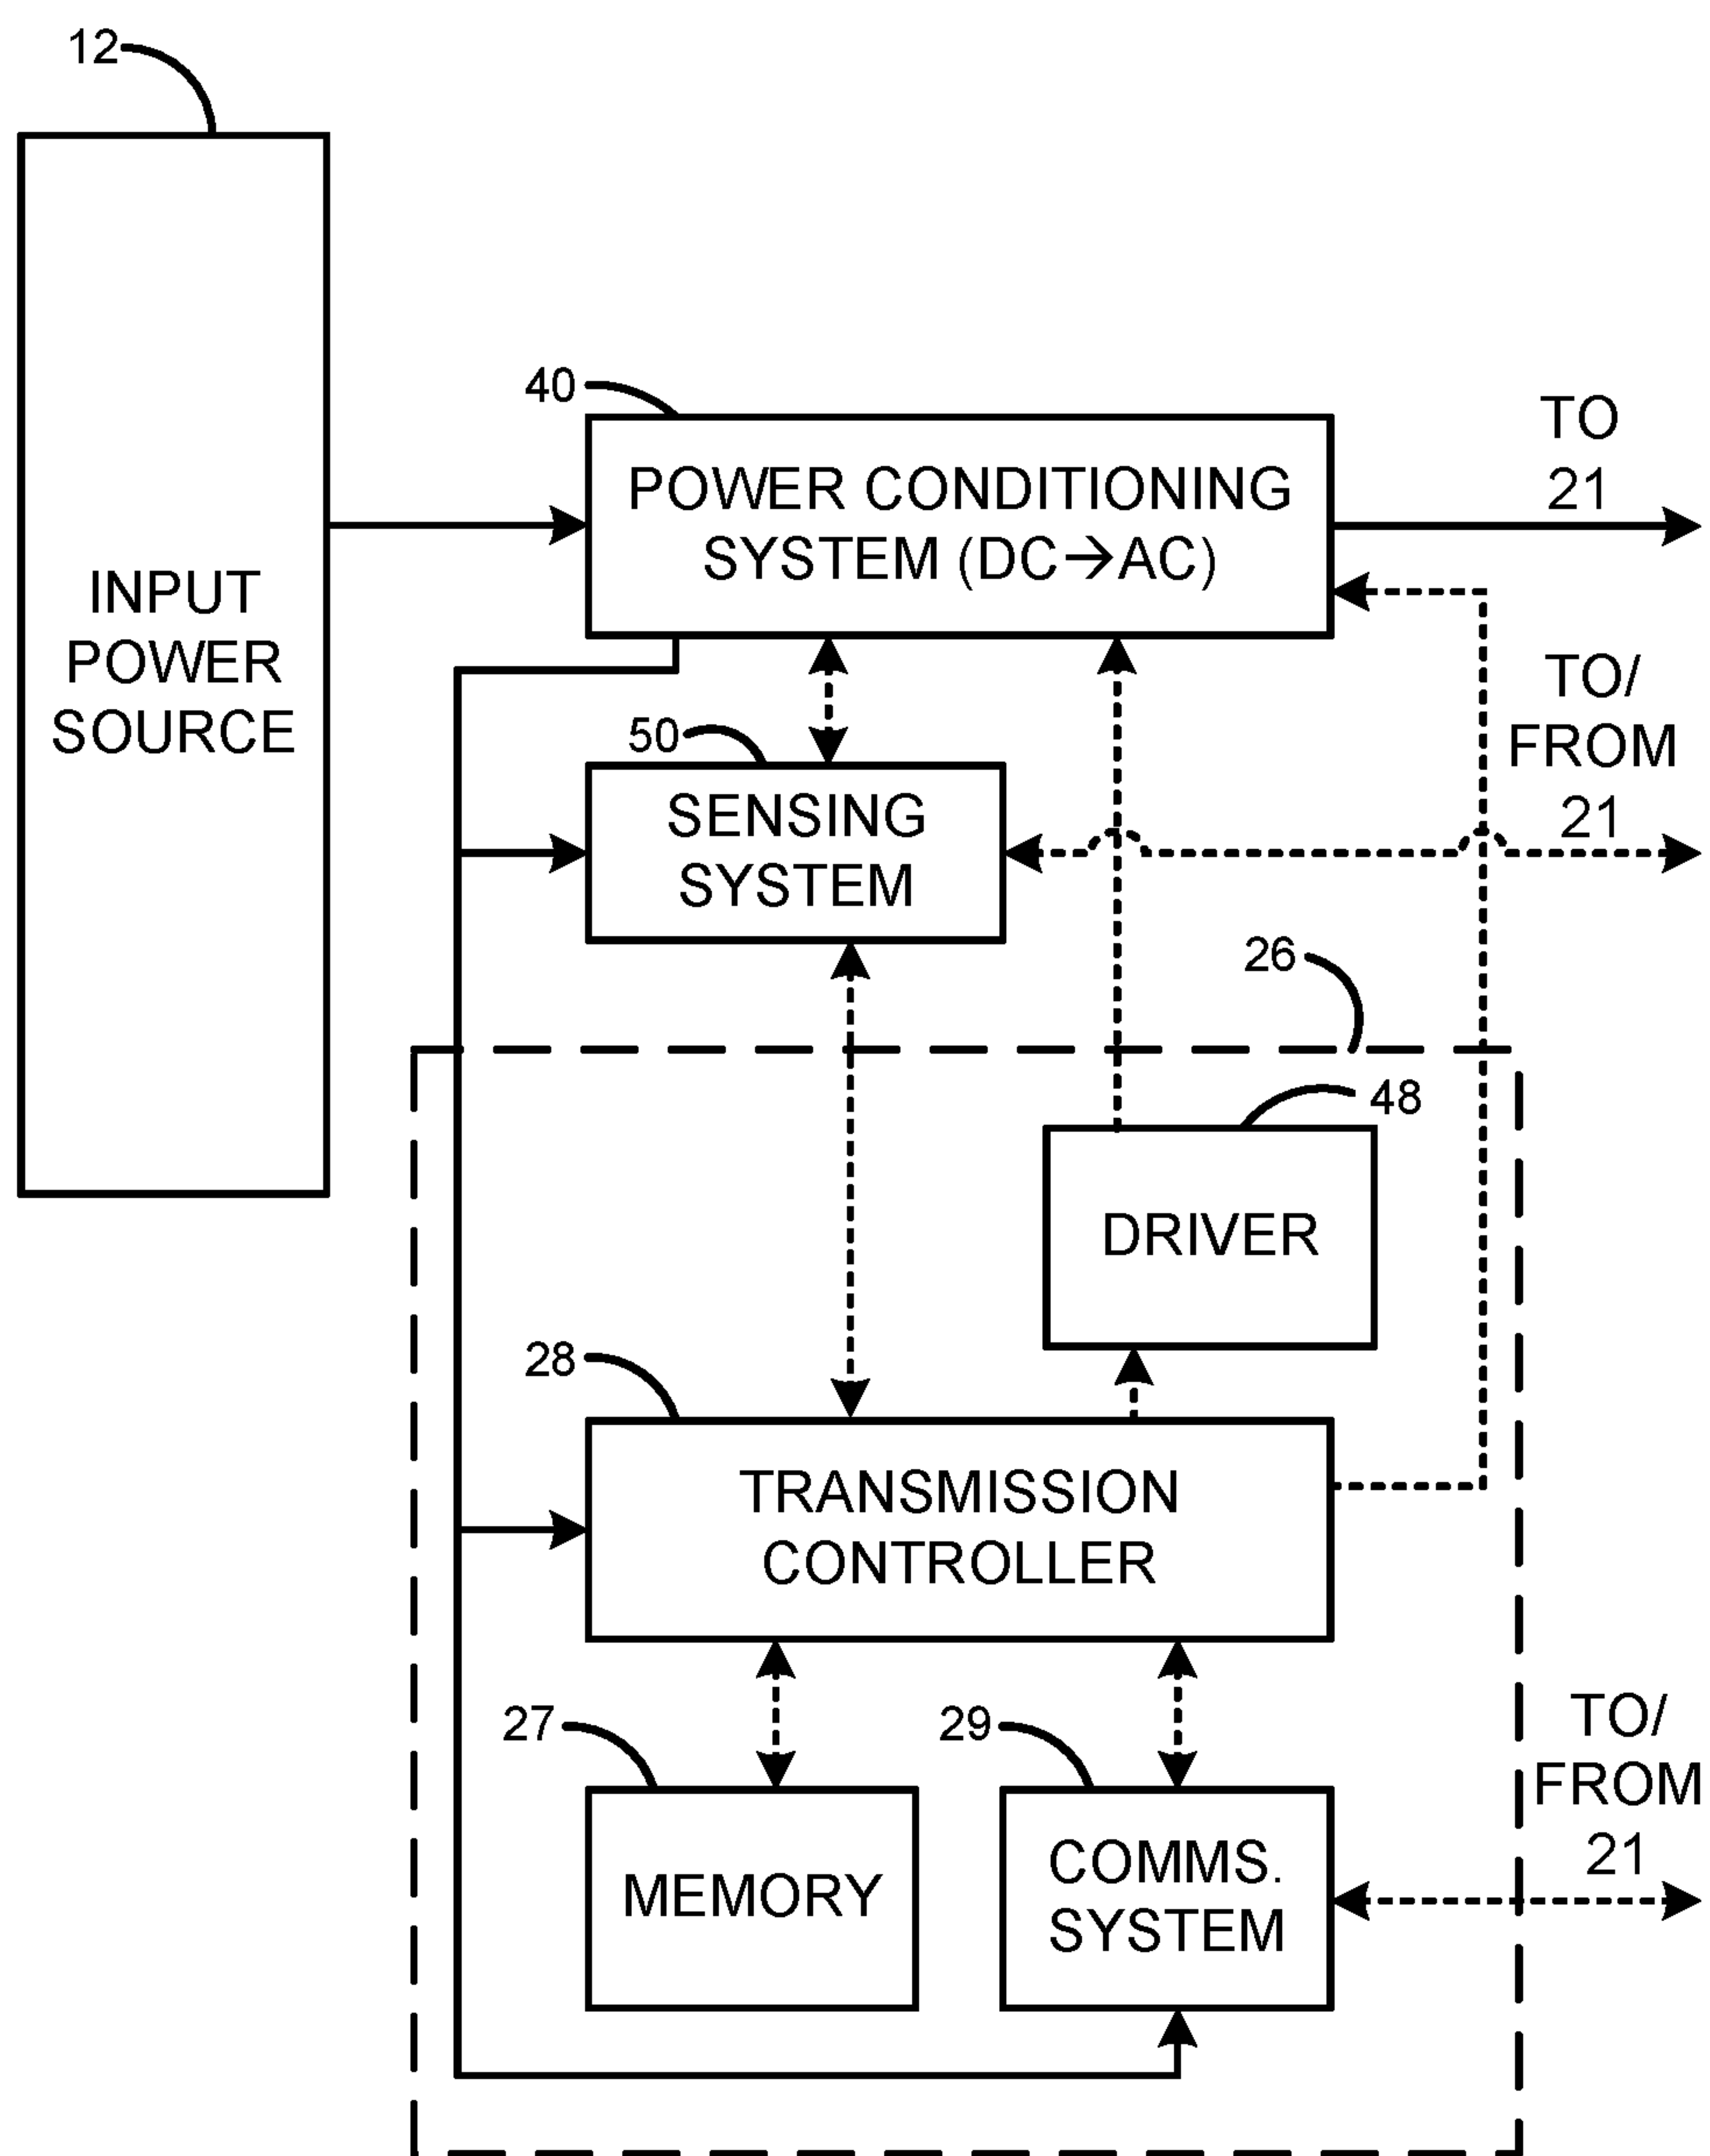 12
INPUT
POWER
SOURCE
40
POWER CONDITIONING
SYSTEM (DC→AC)
TO
21
50
SENSING
SYSTEM
TO/
FROM
21
26
48
DRIVER
28
TRANSMISSION
CONTROLLER
27
MEMORY
29
COMMS.
SYSTEM
TO/
FROM
21